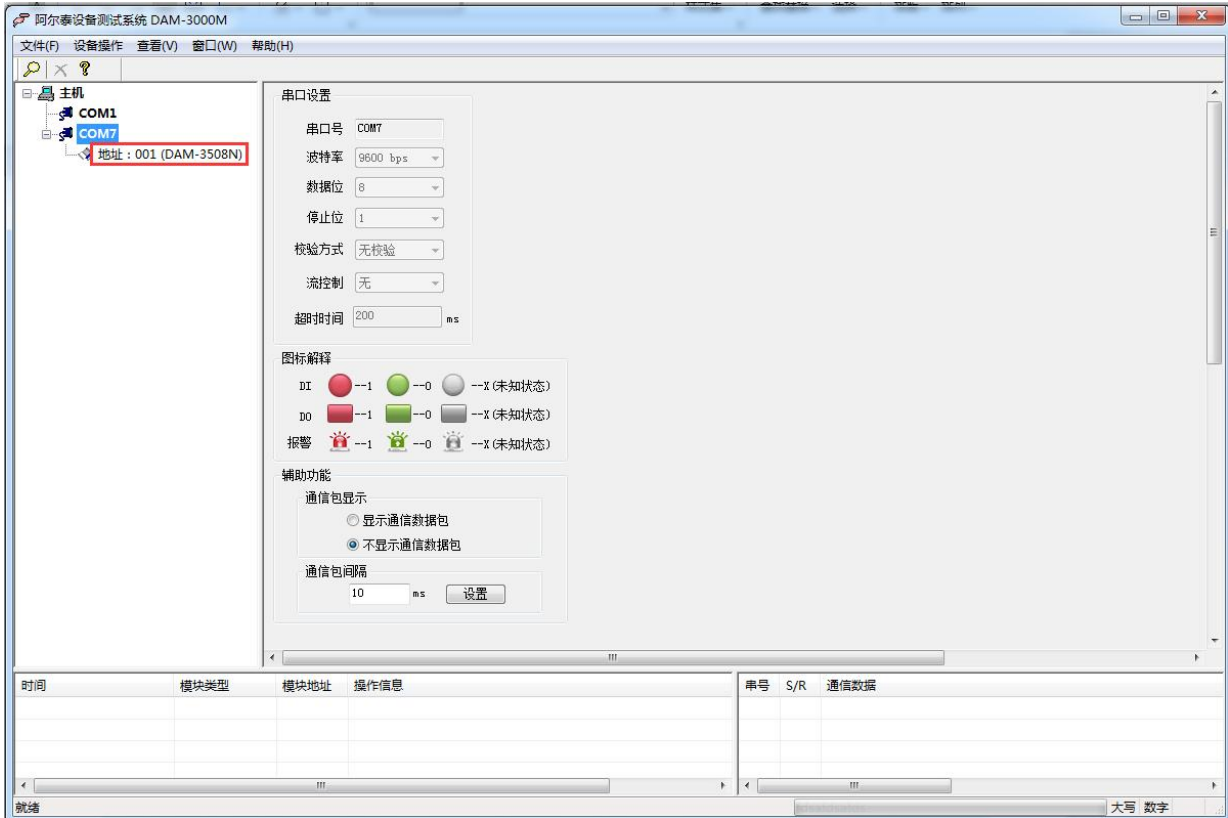 阿尔泰设备测试系统 DAM-3000M
文件(F) 设备操作 查看(V) 窗口(W) 帮助(H)
主机
COM1
COM7
地址：001 (DAM-3508N)
串口设置
串口号 COM7
波特率 9600 bps
数据位 8
停止位 1
校验方式 无校验
流控制 无
超时时间 200 ms
图标解释
DI --1 --0 --X(未知状态)
DO --1 --0 --X(未知状态)
报警 --1 --0 --X(未知状态)
辅助功能
通信包显示
显示通信数据包
不显示通信数据包
通信包间隔
10 ms 设置
时间 模块类型 模块地址 操作信息
串号 S/R 通信数据
就绪
大写 数字